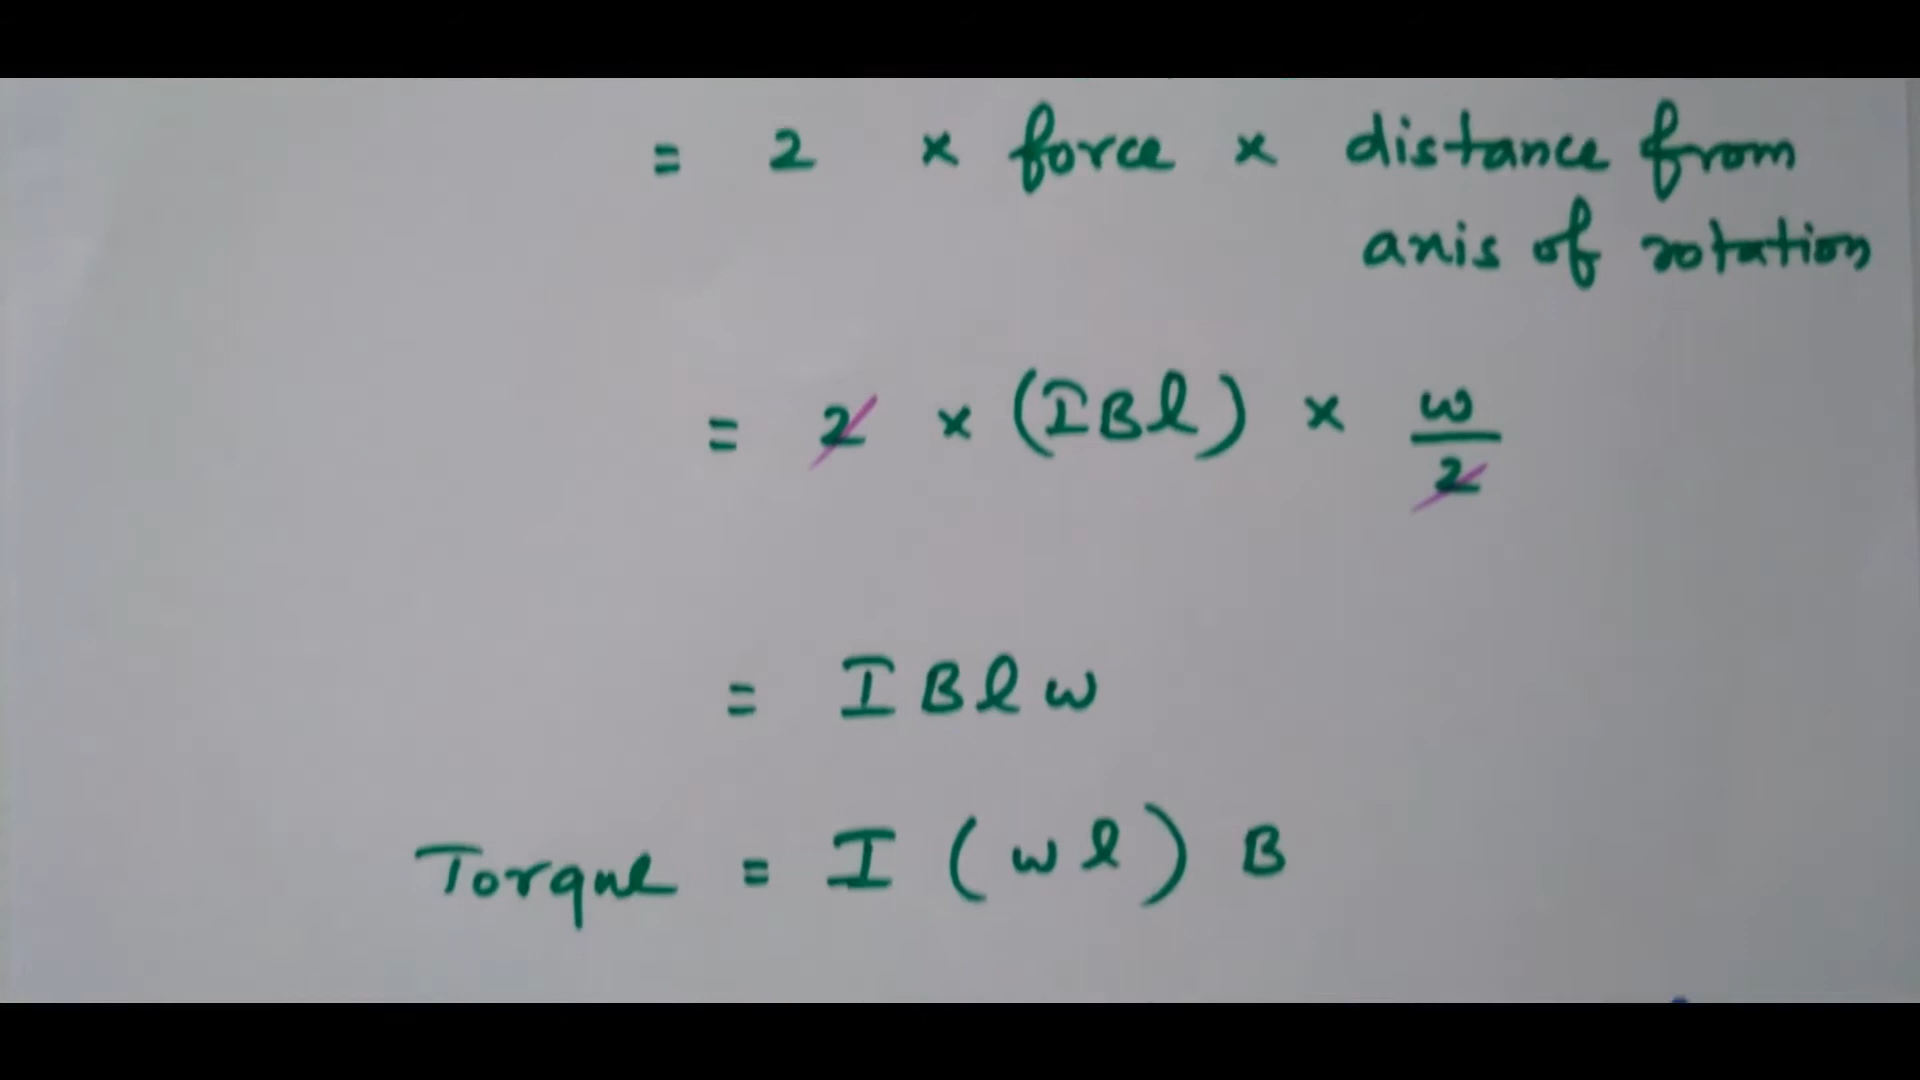 = 2 × force × distance from
axis of rotation
= 2 × (IBl) × w/2
= IBlw
Torque = I (wl) B